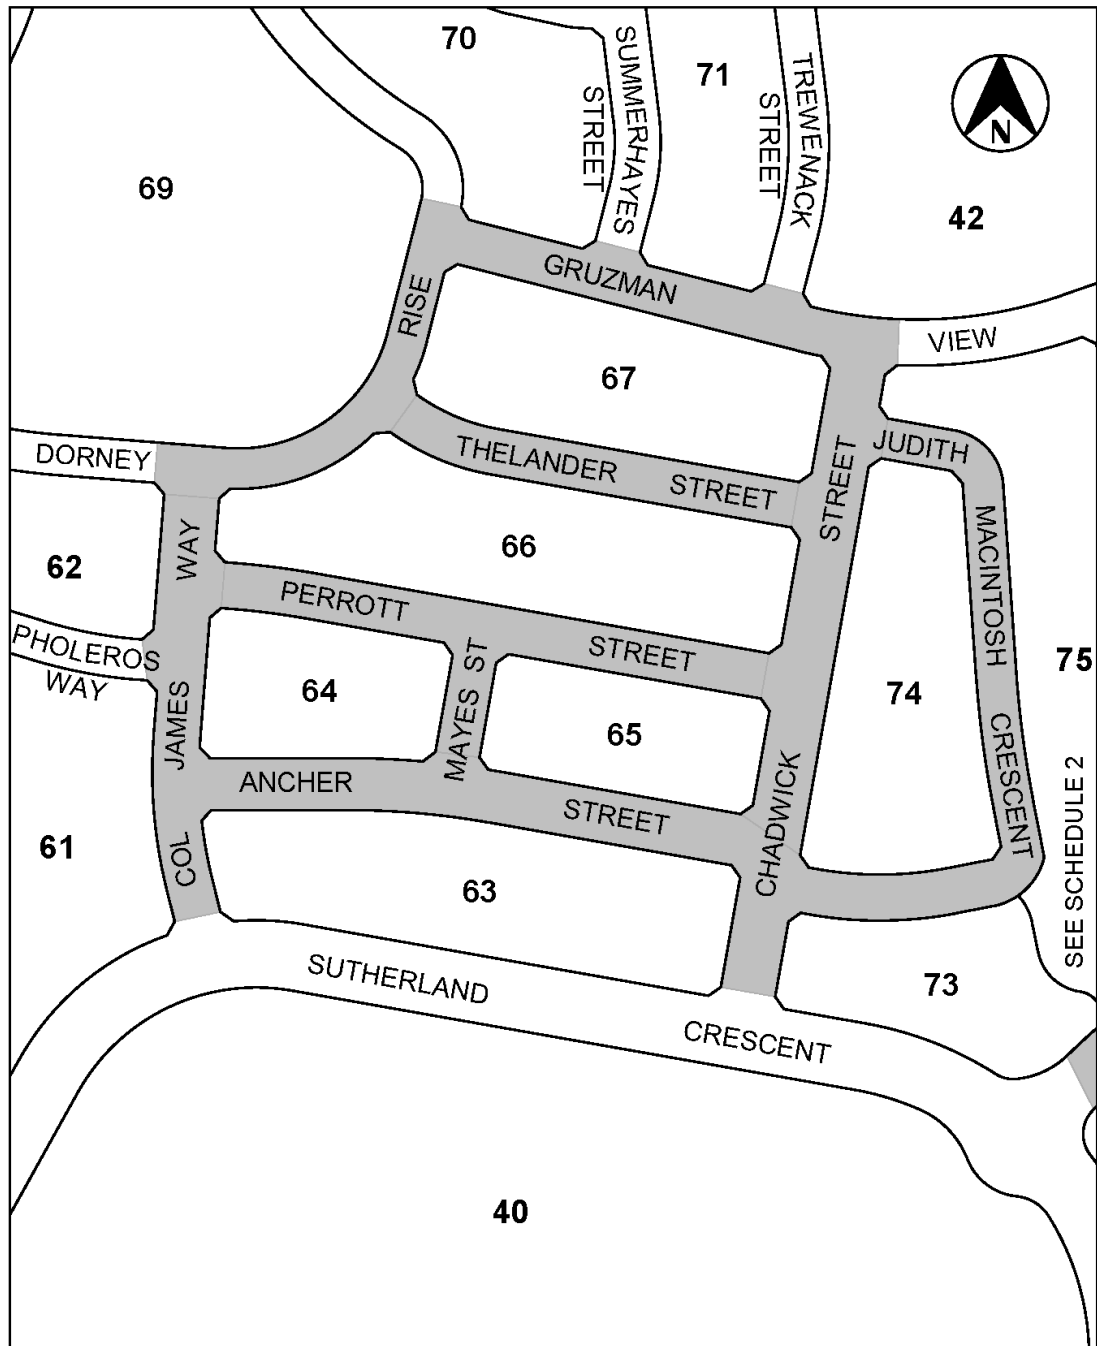 70
71
SUMMERHAYES
STREET
TREWENACK
STREET
N
69
42
GRUZMAN
VIEW
RISE
67
DORNEY
THELANDER STREET
JUDITH
MACINTOSH
CRESCENT
CHADWICK
STREET
62
WAY
66
PERROTT
STREET
PHOLEROS
WAY
JAMES
COL
64
MAYES ST
65
74
75
ANCHER
STREET
61
63
SEE SCHEDULE 2
73
SUTHERLAND
CRESCENT
40